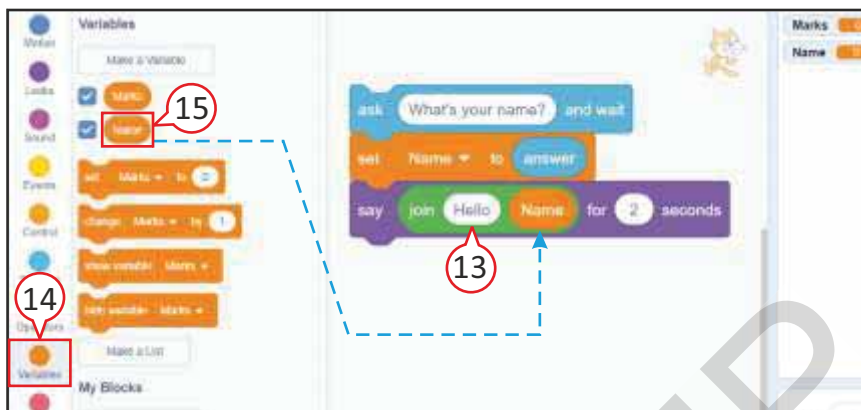 Variables
Make a Variable
Motion
Looks
Sound
Events
Control
Operators
Variables
Marks
15
Name
set Marks to 0
change Marks by 1
show variable Marks
hide variable Marks
14
Make a List
My Blocks
ask What's your name? and wait
set Name to answer
say join Hello Name for 2 seconds
13
Marks
Name